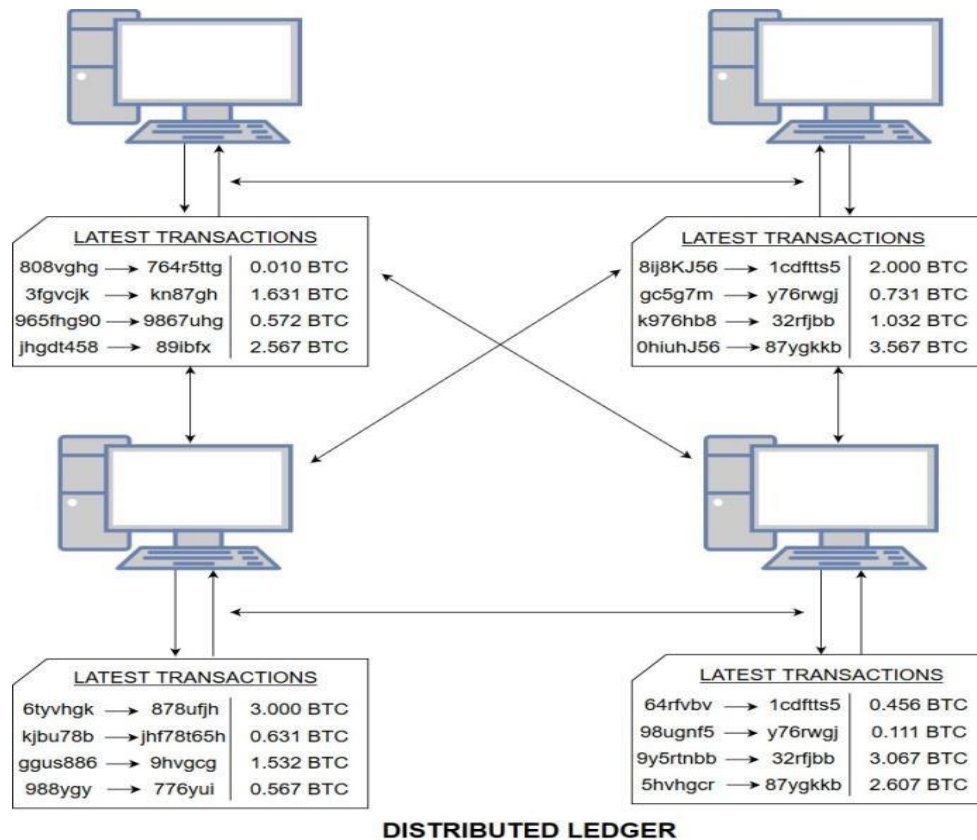 LATEST TRANSACTIONS
808vghg → 764r5ttg 0.010 BTC
3fgvcjk → kn87gh 1.631 BTC
965fhg90 → 9867uhg 0.572 BTC
jhgdt458 → 89ibfx 2.567 BTC
LATEST TRANSACTIONS
8ij8KJ56 → 1cdftts5 2.000 BTC
gc5g7m → y76rwgj 0.731 BTC
k976hb8 → 32rfjbb 1.032 BTC
0hiuhJ56 → 87ygkkb 3.567 BTC
LATEST TRANSACTIONS
6tyvhgk → 878ufjh 3.000 BTC
kjbu78b → jhf78t65h 0.631 BTC
ggus886 → 9hvgcg 1.532 BTC
988ygy → 776yui 0.567 BTC
LATEST TRANSACTIONS
64rfvbv → 1cdftts5 0.456 BTC
98ugnf5 → y76rwgj 0.111 BTC
9y5rtnbb → 32rfjbb 3.067 BTC
5hvhgcr → 87ygkkb 2.607 BTC
DISTRIBUTED LEDGER